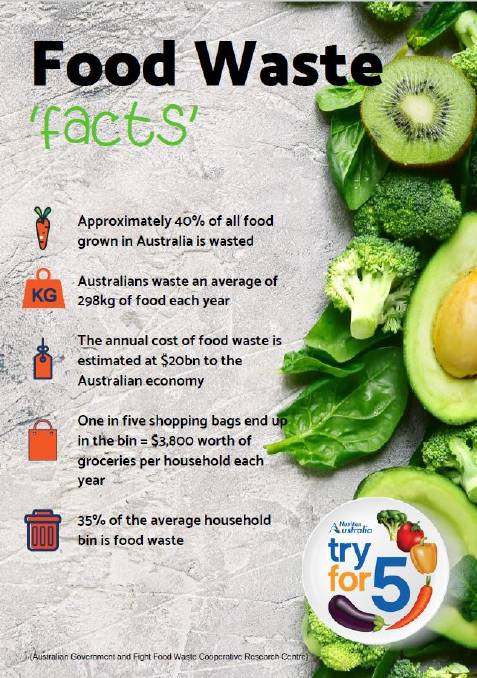 Food Waste
'facts'
Approximately 40% of all food
grown in Australia is wasted
KG
Australians waste an average of
298kg of food each year
The annual cost of food waste is
estimated at $20bn to the
Australian economy
One in five shopping bags end up
in the bin = $3,800 worth of
groceries per household each
year
35% of the average household
bin is food waste
Nutrition
Australia
try
for 5
(Australian Government and Fight Food Waste Cooperative Research Centre)